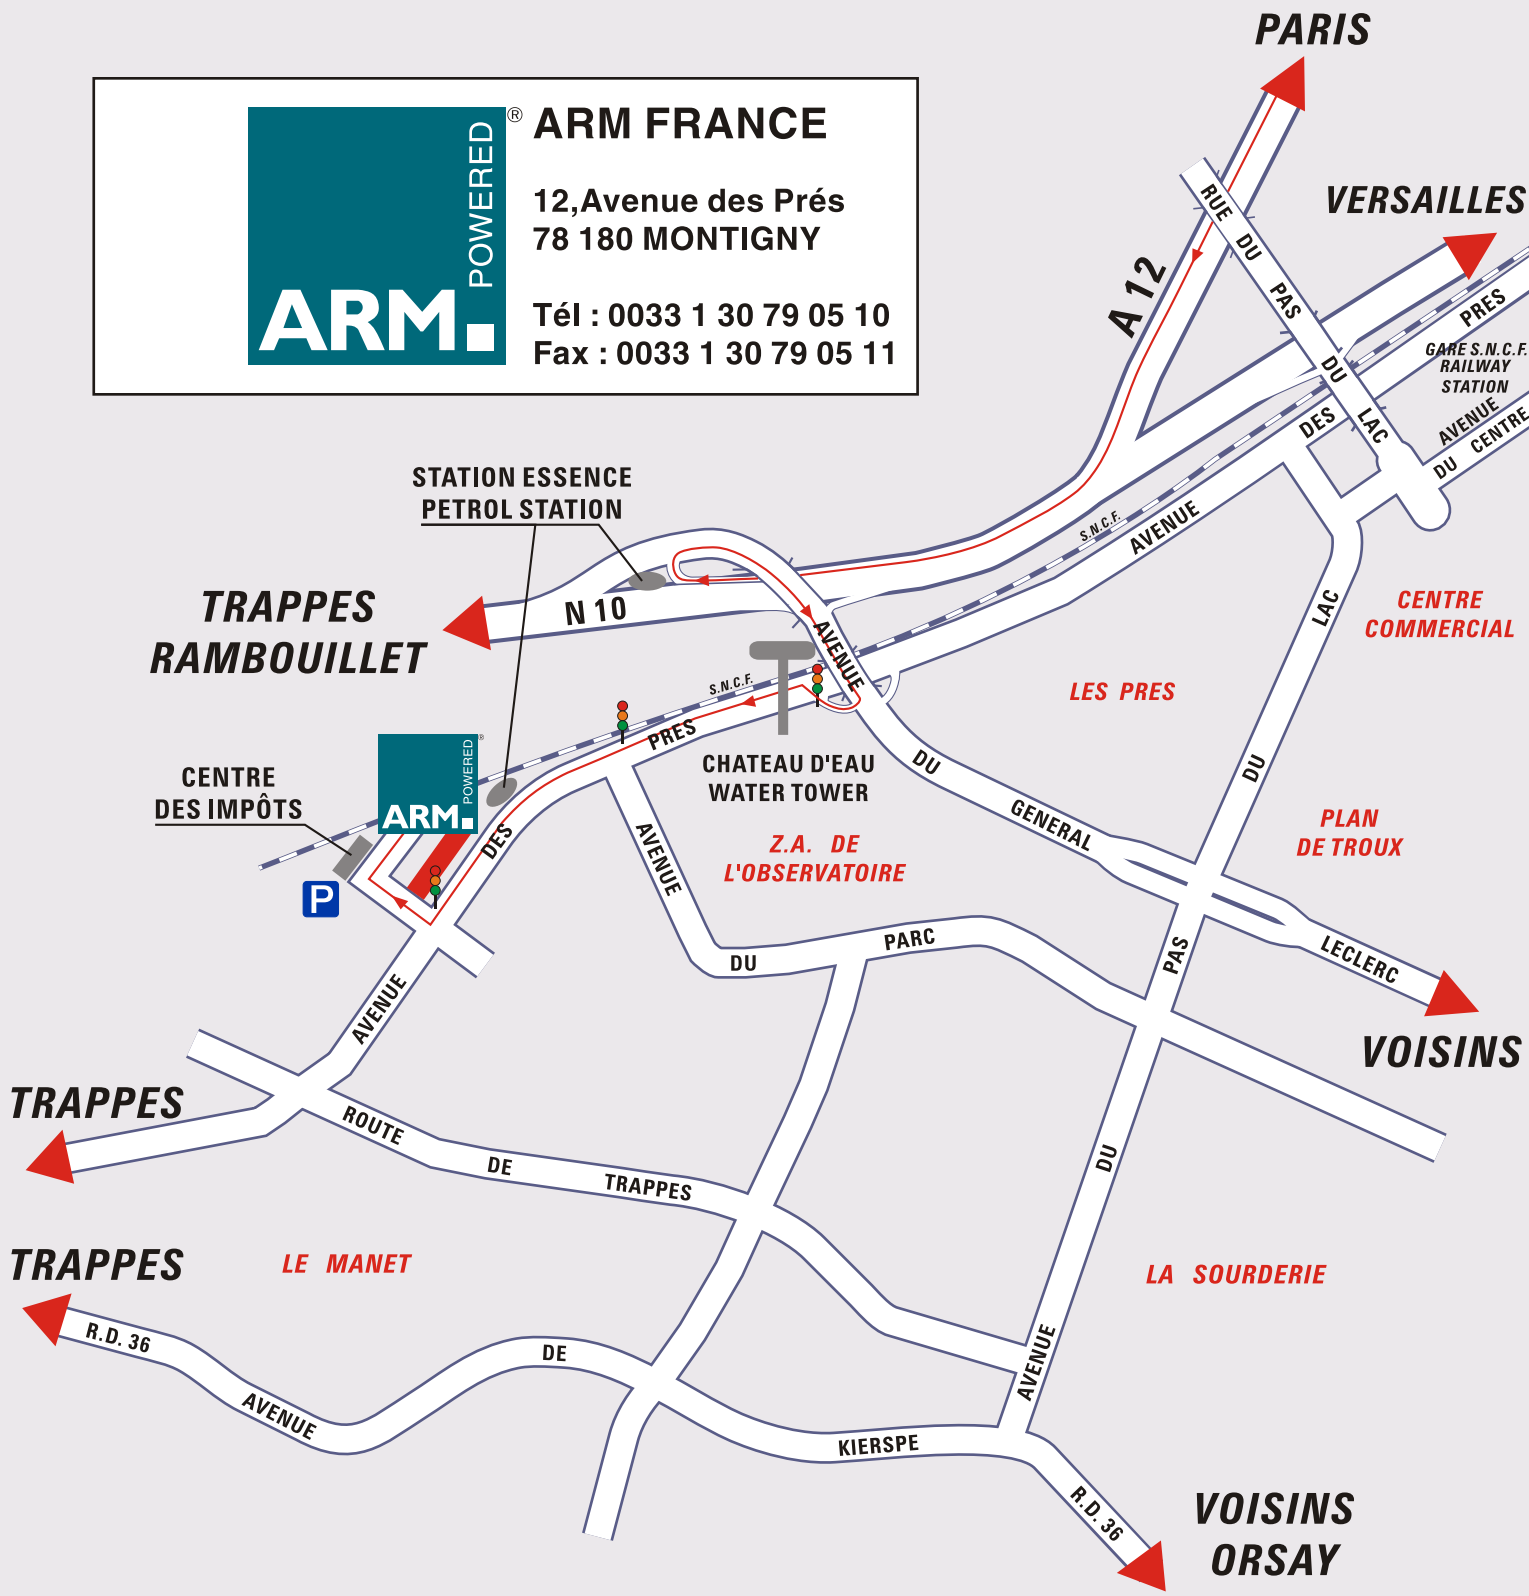 PARIS
ARM
POWERED
®
ARM FRANCE
12,Avenue des Prés
78 180 MONTIGNY
Tél : 0033 1 30 79 05 10
Fax : 0033 1 30 79 05 11
VERSAILLES
RUE DU PAS DU LAC
A 12
PRES
GARE S.N.C.F.
RAILWAY
STATION
DES
AVENUE
DU CENTRE
STATION ESSENCE
PETROL STATION
S.N.C.F.
AVENUE
TRAPPES
RAMBOUILLET
N 10
AVENUE
LAC
CENTRE
COMMERCIAL
S.N.C.F.
LES PRES
PRES
CENTRE
DES IMPÔTS
ARM
POWERED
®
CHATEAU D'EAU
WATER TOWER
DU
DU
GENERAL
DES
AVENUE
Z.A. DE
L'OBSERVATOIRE
PLAN
DE TROUX
P
DU
PARC
PAS
LECLERC
AVENUE
VOISINS
TRAPPES
ROUTE
DE
TRAPPES
DU
TRAPPES
LE MANET
LA SOURDERIE
R.D. 36
AVENUE
DE
KIERSPE
AVENUE
R.D. 36
VOISINS
ORSAY